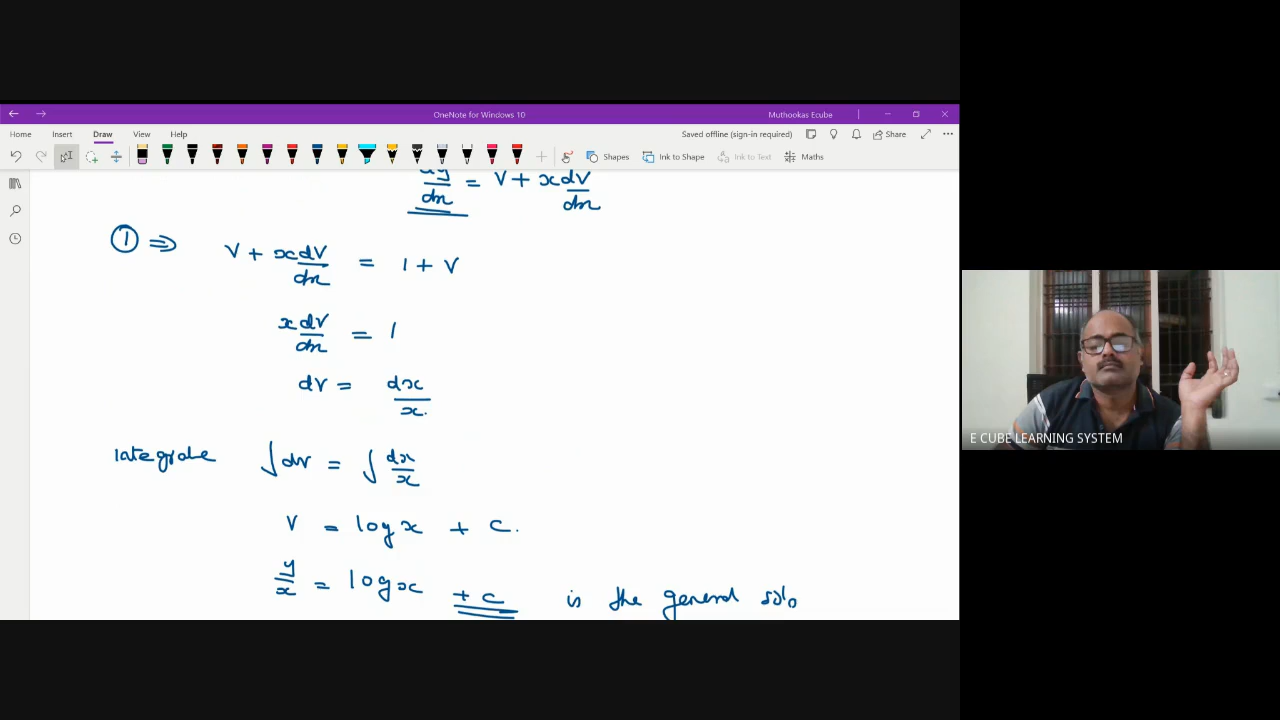 OneNote for Windows 10
Muthookas Ecube
Home Insert Draw View Help
Saved offline (sign-in required) Share
Shapes Ink to Shape Ink to Text Maths
dy/dx = V + x dV/dx
① ⇒ V + x dV/dx = 1 + V
x dV/dx = 1
dV = dx/x.
Integrate ∫dv = ∫ dx/x
V = log x + C.
y/x = log x + C is the general soln
E CUBE LEARNING SYSTEM